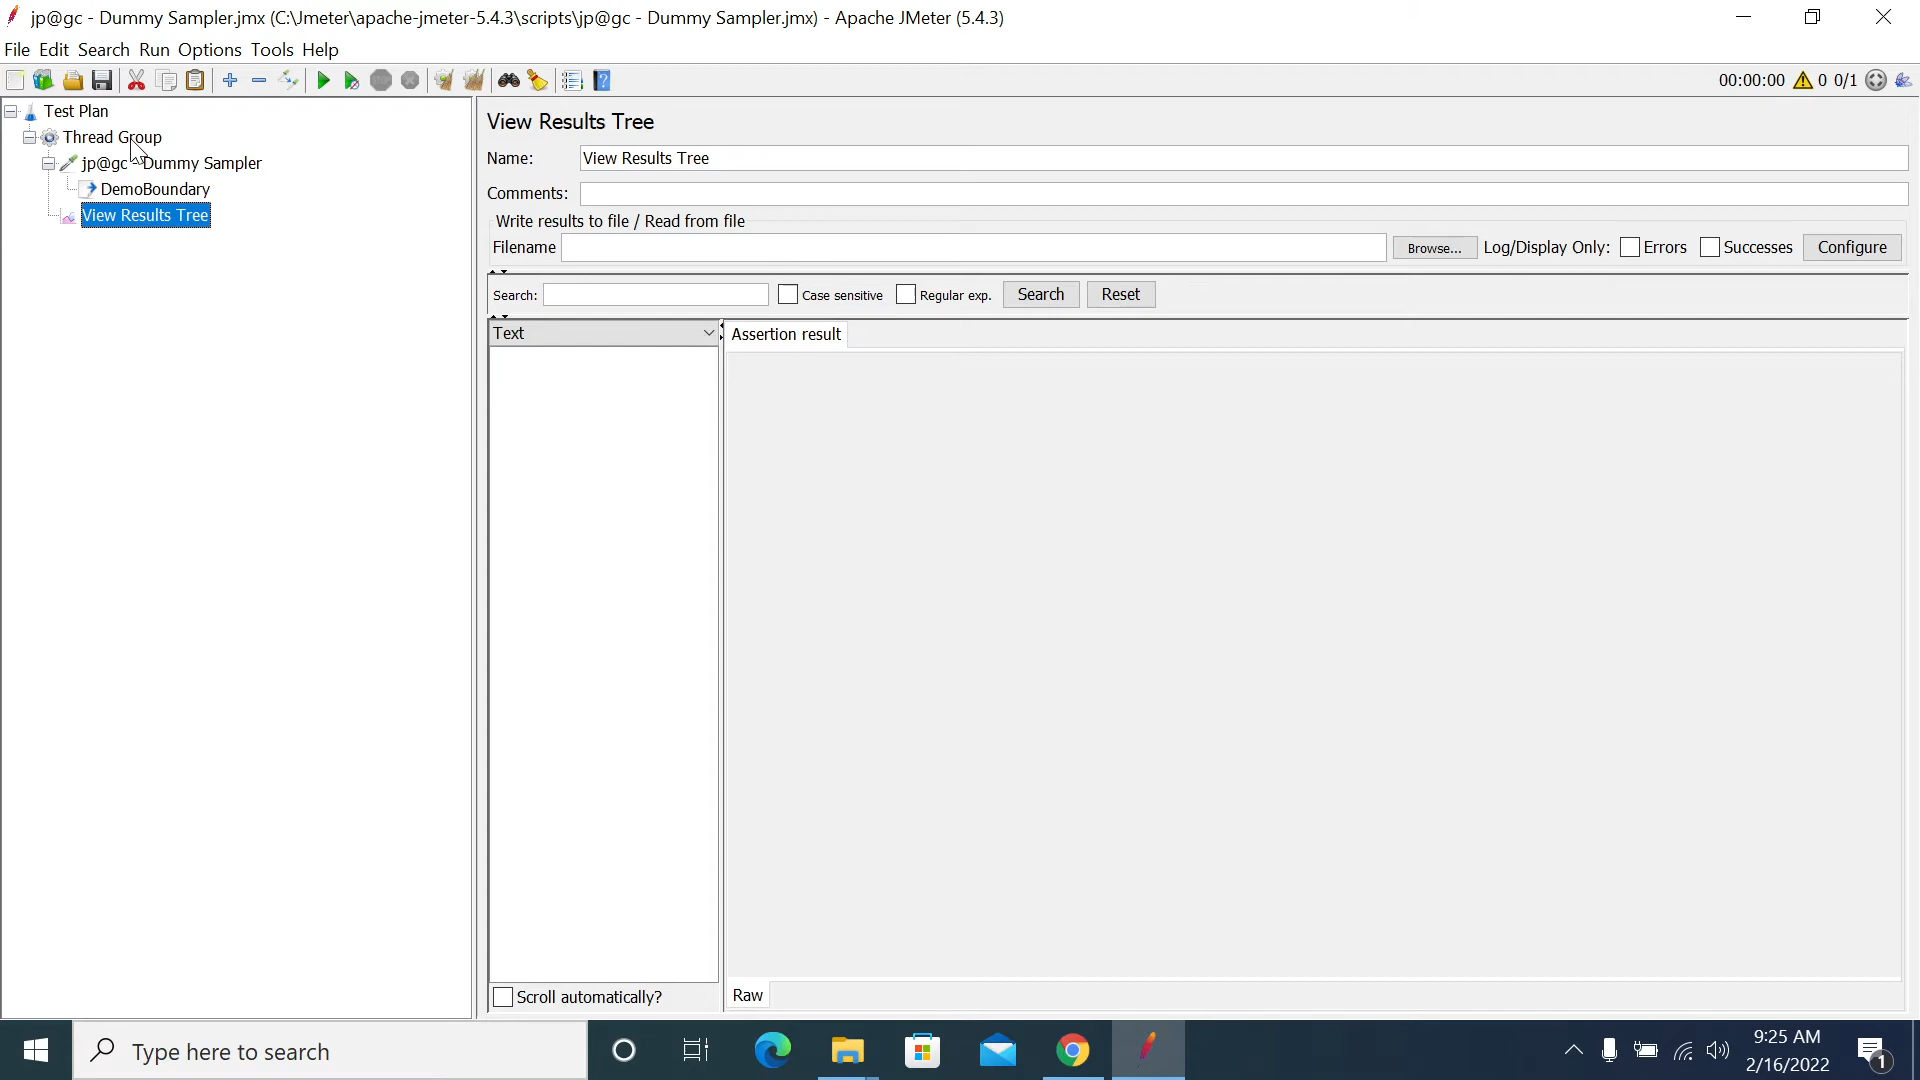 jp@gc - Dummy Sampler.jmx (C:\Jmeter\apache-jmeter-5.4.3\scripts\jp@gc - Dummy Sampler.jmx) - Apache JMeter (5.4.3)
File Edit Search Run Options Tools Help
00:00:00 0 0/1
Test Plan
Thread Group
jp@gc - Dummy Sampler
DemoBoundary
View Results Tree
View Results Tree
Name: View Results Tree
Comments:
Write results to file / Read from file
Filename Browse... Log/Display Only: Errors Successes Configure
Search: Case sensitive Regular exp. Search Reset
Text
Assertion result
Scroll automatically?
Raw
Type here to search
9:25 AM
2/16/2022
1